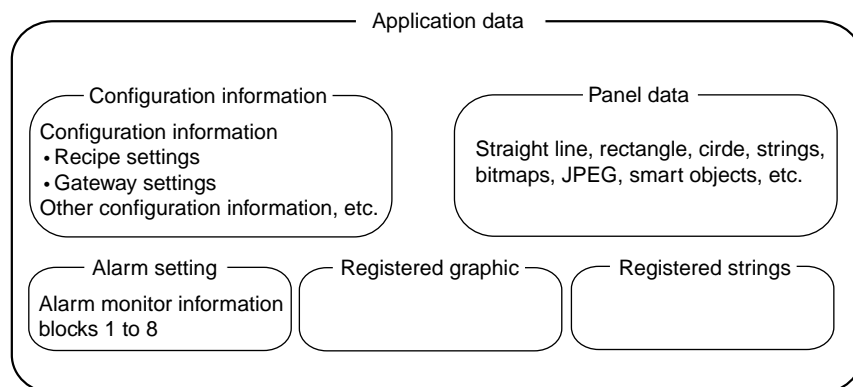 Application data
Configuration information
Configuration information
• Recipe settings
• Gateway settings
Other configuration information, etc.
Panel data
Straight line, rectangle, cirde, strings,
bitmaps, JPEG, smart objects, etc.
Alarm setting
Alarm monitor information
blocks 1 to 8
Registered graphic
Registered strings